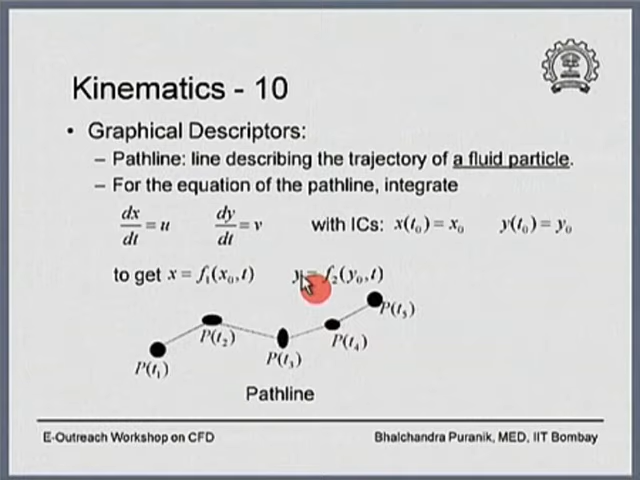 Kinematics - 10
• Graphical Descriptors:
– Pathline: line describing the trajectory of a fluid particle.
– For the equation of the pathline, integrate
dx/dt = u dy/dt = v with ICs: x(t₀) = x₀ y(t₀) = y₀
to get x = f₁(x₀,t) y = f₂(y₀,t)
P(t₁) P(t₂) P(t₃) P(t₄) P(t₅)
Pathline
E-Outreach Workshop on CFD Bhalchandra Puranik, MED, IIT Bombay